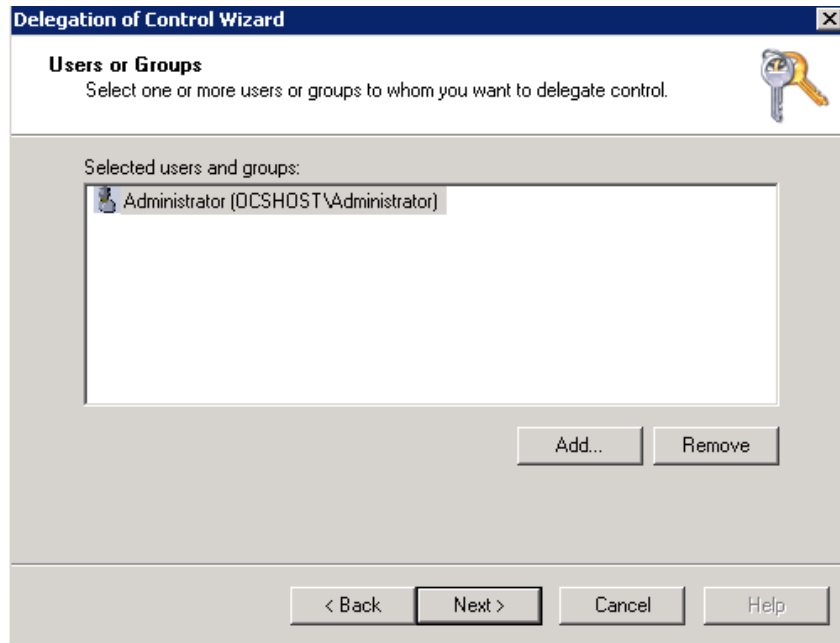 Delegation of Control Wizard
Users or Groups
Select one or more users or groups to whom you want to delegate control.
Selected users and groups:
Administrator (OCSHOST\Administrator)
Add...
Remove
< Back
Next >
Cancel
Help